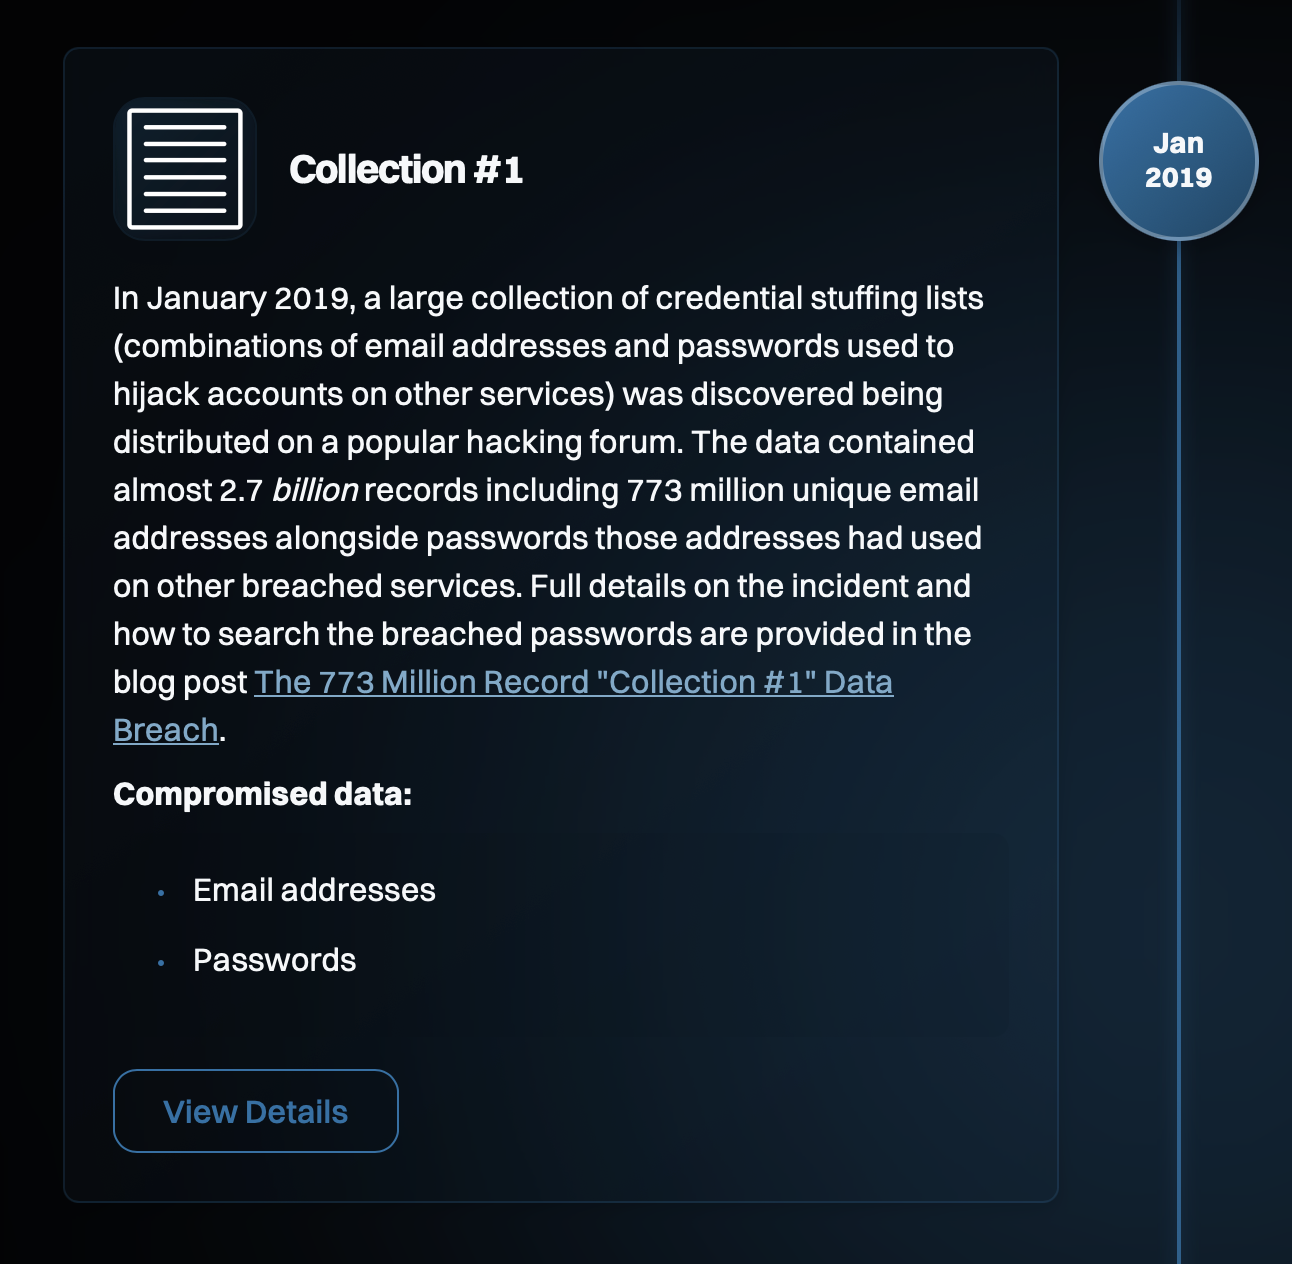 Collection #1
Jan
2019
In January 2019, a large collection of credential stuffing lists
(combinations of email addresses and passwords used to
hijack accounts on other services) was discovered being
distributed on a popular hacking forum. The data contained
almost 2.7 billion records including 773 million unique email
addresses alongside passwords those addresses had used
on other breached services. Full details on the incident and
how to search the breached passwords are provided in the
blog post The 773 Million Record "Collection #1" Data
Breach.
Compromised data:
• Email addresses
• Passwords
View Details